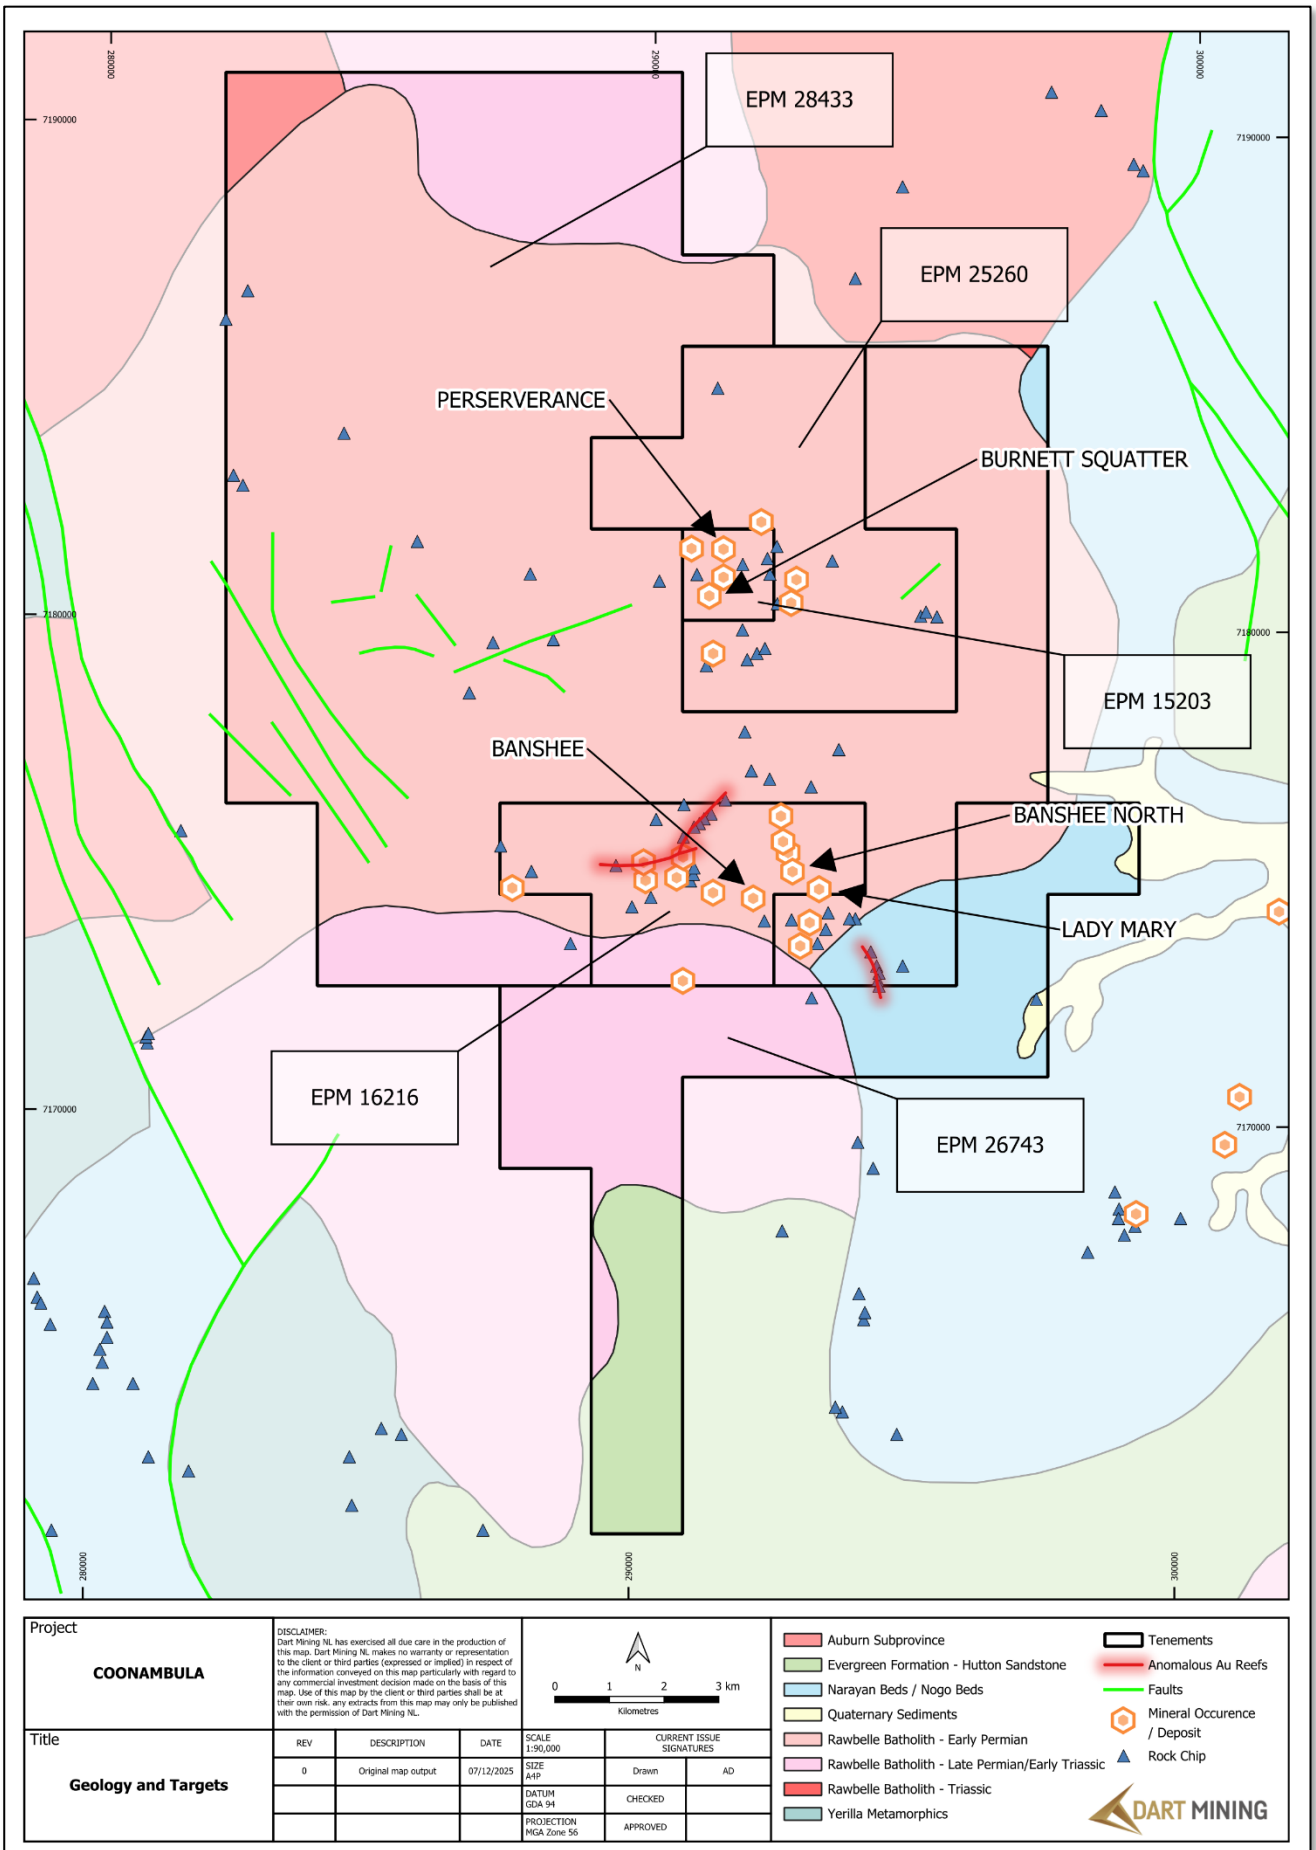 280000
290000
300000
7190000
7190000
EPM 28433
EPM 25260
PERSERVERANCE
BURNETT SQUATTER
7180000
7180000
EPM 15203
BANSHEE
BANSHEE NORTH
LADY MARY
EPM 16216
7170000
7170000
EPM 26743
280000
290000
300000
Project
COONAMBULA
Title
Geology and Targets
DISCLAIMER:
Dart Mining NL has exercised all due care in the production of
this map. Dart Mining NL makes no warranty or representation
to the client or third parties (expressed or implied) in respect of
the information conveyed on this map particularly with regard to
any commercial investment decision made on the basis of this
map. Use of this map by the client or third parties shall be at
their own risk. any extracts from this map may only be published
with the permission of Dart Mining NL.
N
0 1 2 3 km
Kilometres
REV DESCRIPTION DATE
0 Original map output 07/12/2025
SCALE
1:90,000
SIZE
A4P
DATUM
GDA 94
PROJECTION
MGA Zone 56
CURRENT ISSUE
SIGNATURES
Drawn AD
CHECKED
APPROVED
Auburn Subprovince
Evergreen Formation - Hutton Sandstone
Narayan Beds / Nogo Beds
Quaternary Sediments
Rawbelle Batholith - Early Permian
Rawbelle Batholith - Late Permian/Early Triassic
Rawbelle Batholith - Triassic
Yerilla Metamorphics
Tenements
Anomalous Au Reefs
Faults
Mineral Occurence
/ Deposit
Rock Chip
DART MINING